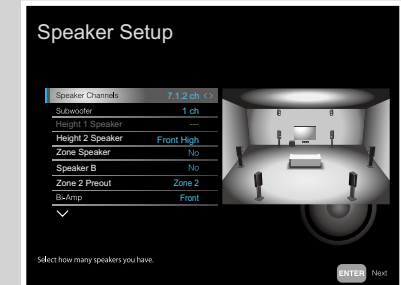 Speaker Setup
Speaker Channels 7.1.2 ch <>
Subwoofer 1 ch
Height 1 Speaker ---
Height 2 Speaker Front High
Zone Speaker No
Speaker B No
Zone 2 Preout Zone 2
Bi-Amp Front
Select how many speakers you have.
ENTER Next